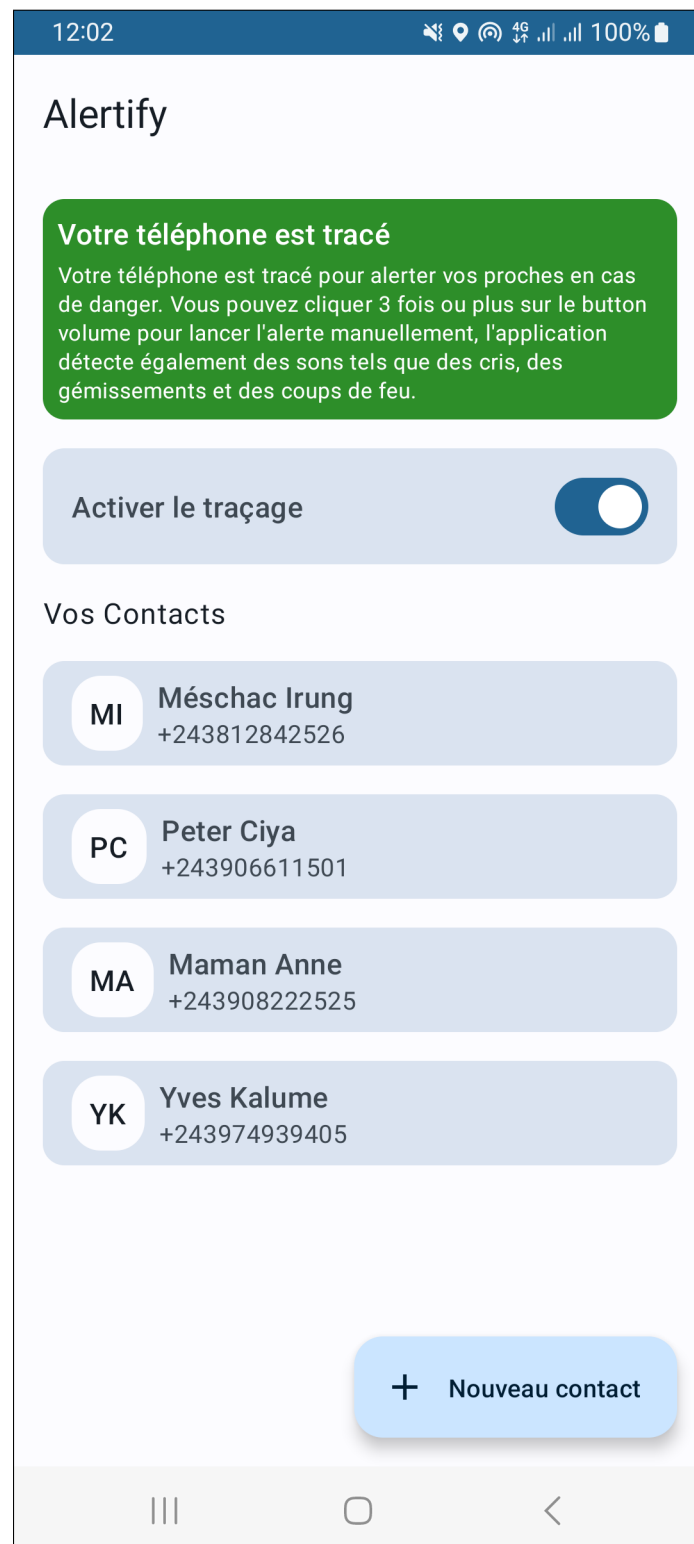 12:02
4G
100%
Alertify
Votre téléphone est tracé
Votre téléphone est tracé pour alerter vos proches en cas
de danger. Vous pouvez cliquer 3 fois ou plus sur le button
volume pour lancer l'alerte manuellement, l'application
détecte également des sons tels que des cris, des
gémissements et des coups de feu.
Activer le traçage
Vos Contacts
MI
Méschac Irung
+243812842526
PC
Peter Ciya
+243906611501
MA
Maman Anne
+243908222525
YK
Yves Kalume
+243974939405
+ Nouveau contact